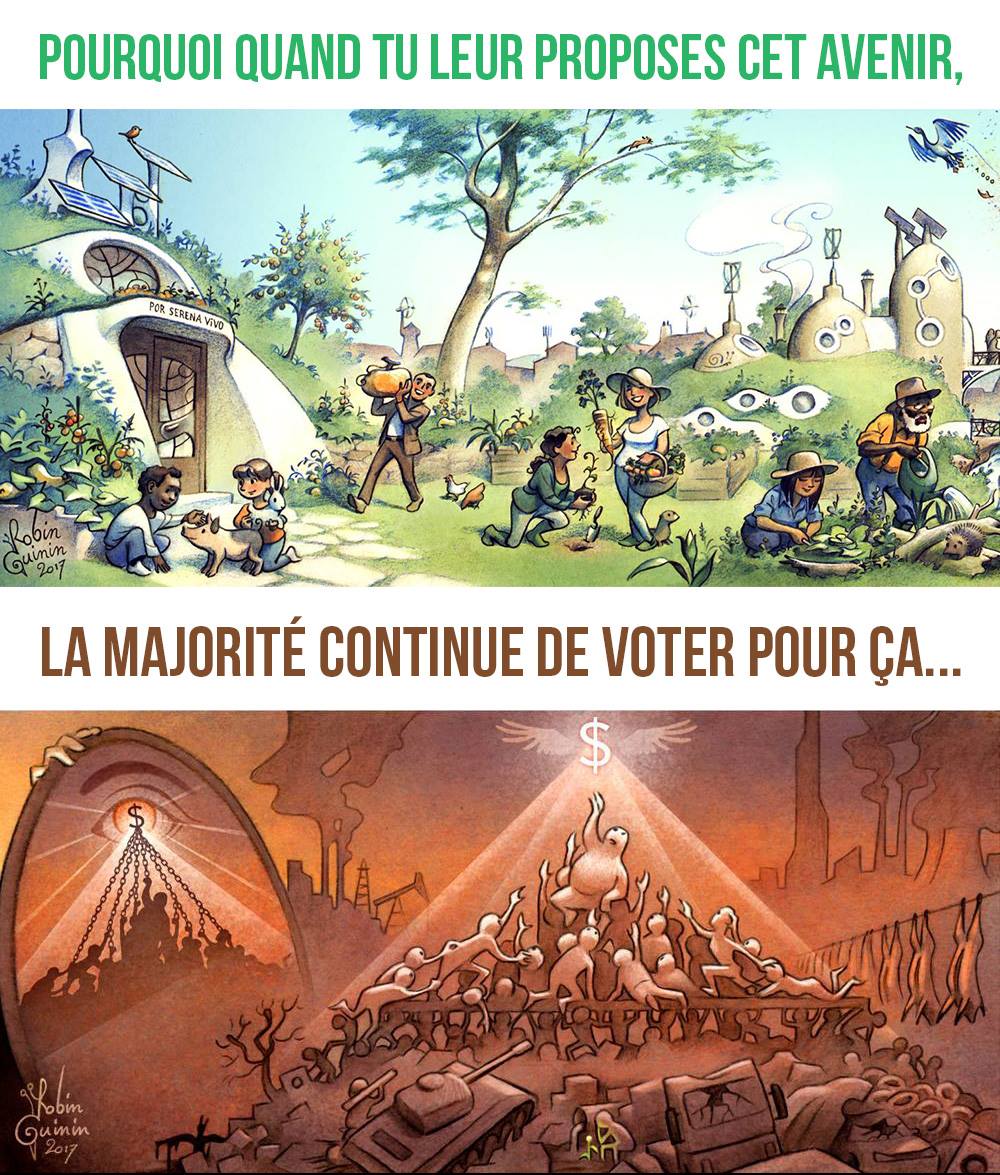 POURQUOI QUAND TU LEUR PROPOSES CET AVENIR,
POR SERENA VIVO
Robin
Guinin
2017
LA MAJORITÉ CONTINUE DE VOTER POUR ÇA...
$
$
Robin
Guinin
2017